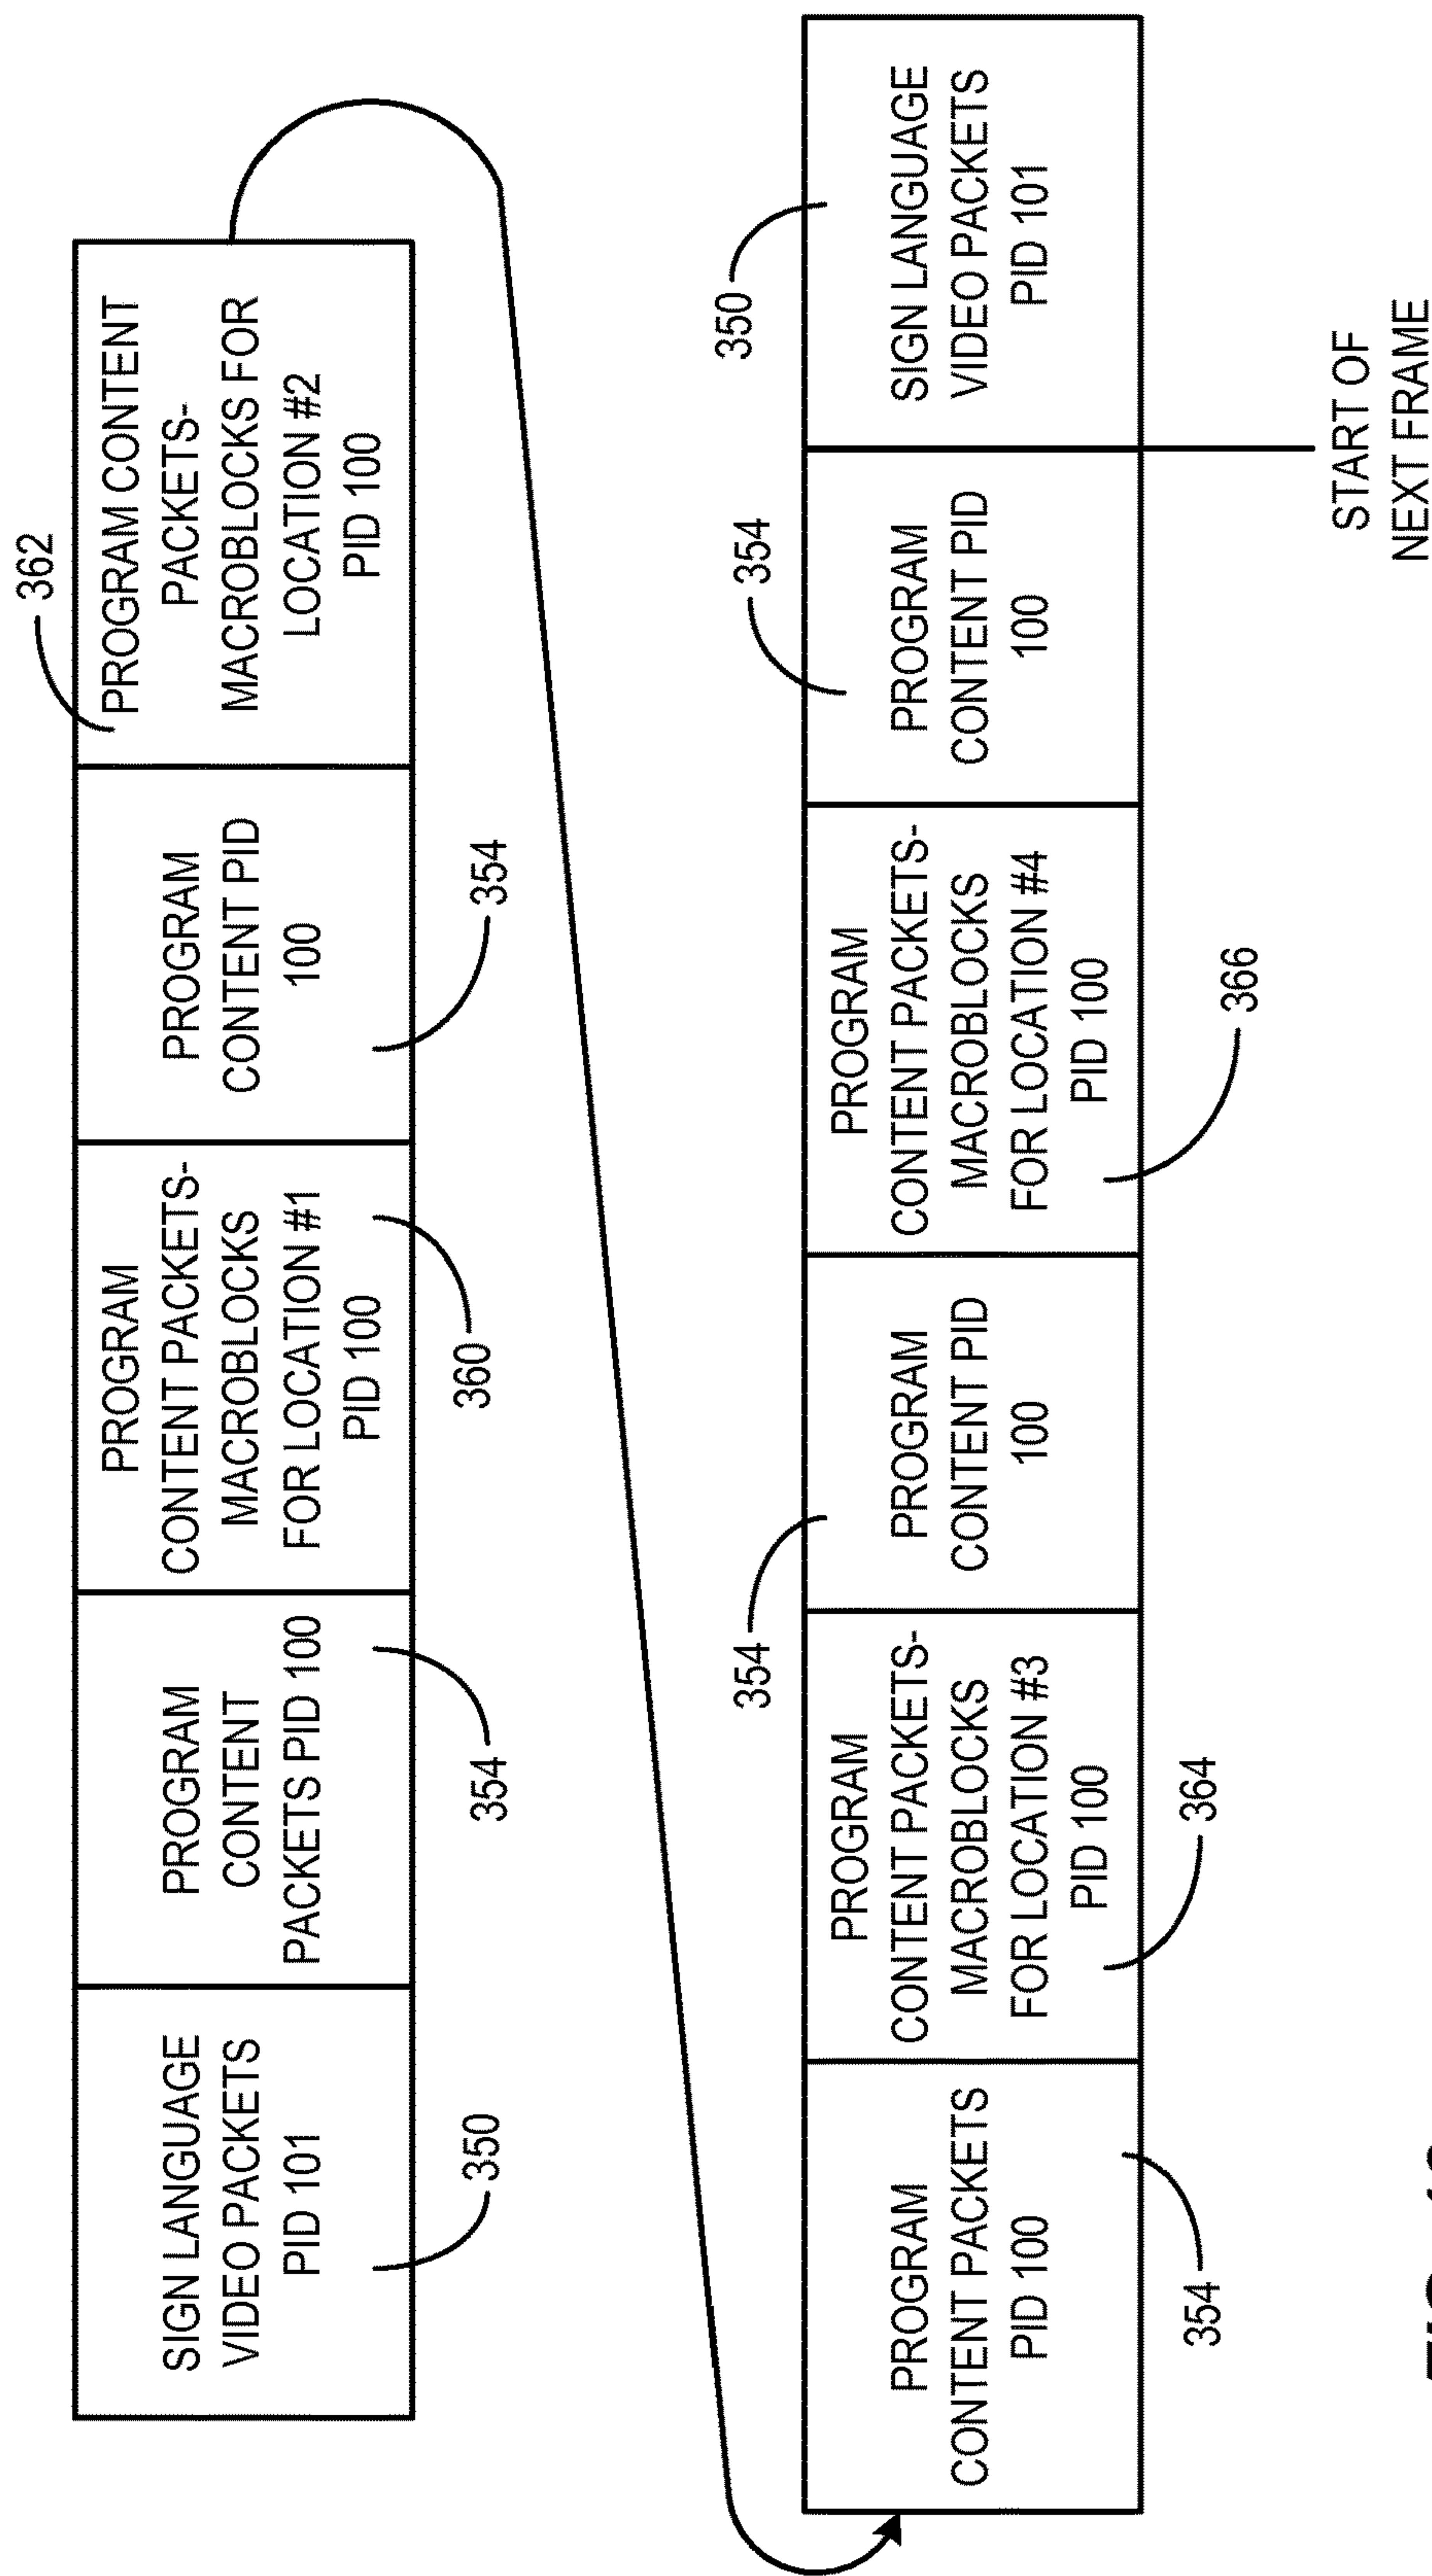 SIGN LANGUAGE
VIDEO PACKETS
PID 101
350
PROGRAM
CONTENT
PACKETS PID 100
354
PROGRAM
CONTENT PACKETS-
MACROBLOCKS
FOR LOCATION #1
PID 100
360
PROGRAM
CONTENT PID
100
354
362
PROGRAM CONTENT
PACKETS-
MACROBLOCKS FOR
LOCATION #2
PID 100
PROGRAM
CONTENT PACKETS
PID 100
354
PROGRAM
CONTENT PACKETS-
MACROBLOCKS
FOR LOCATION #3
PID 100
364
354
PROGRAM
CONTENT PID
100
PROGRAM
CONTENT PACKETS-
MACROBLOCKS
FOR LOCATION #4
PID 100
366
354
PROGRAM
CONTENT PID
100
350
SIGN LANGUAGE
VIDEO PACKETS
PID 101
START OF
NEXT FRAME